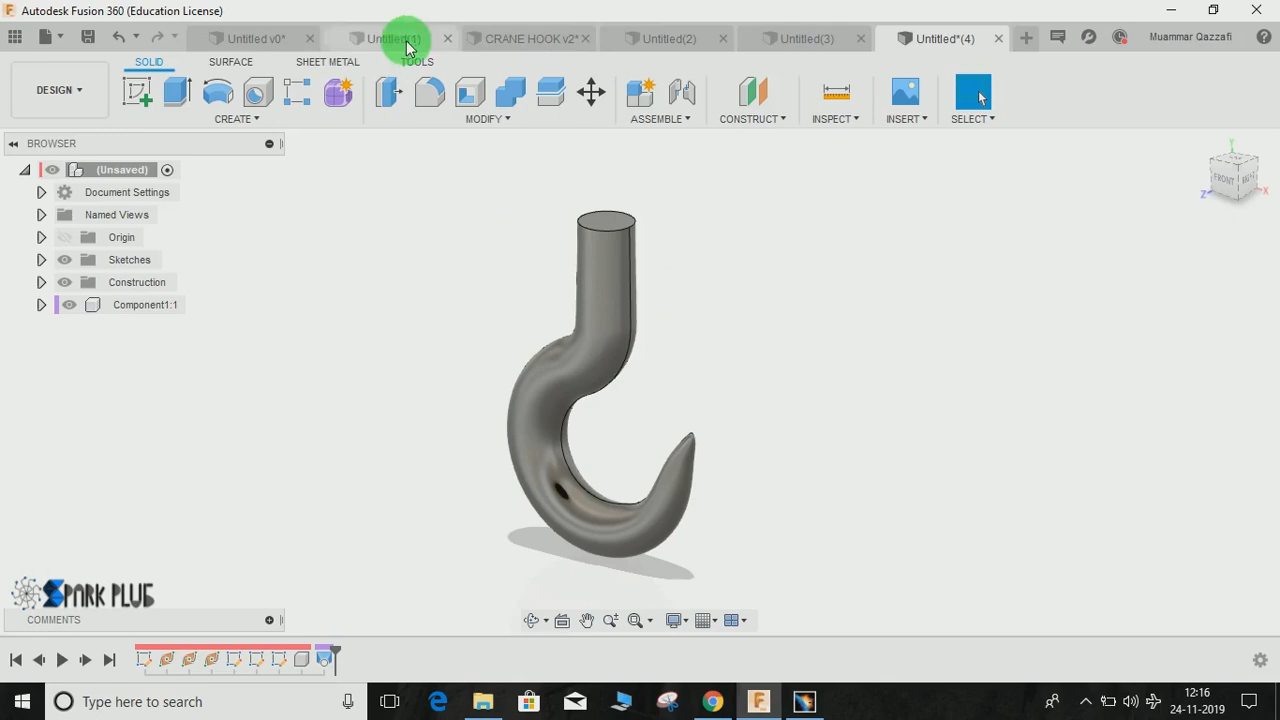 Autodesk Fusion 360 (Education License)
Untitled v0*
Untitled(1)
CRANE HOOK v2*
Untitled(2)
Untitled(3)
Untitled*(4)
Muammar Qazzafi
SOLID
SURFACE
SHEET METAL
TOOLS
DESIGN
CREATE
MODIFY
ASSEMBLE
CONSTRUCT
INSPECT
INSERT
SELECT
BROWSER
(Unsaved)
Document Settings
Named Views
Origin
Sketches
Construction
Component1:1
Y
FRONT
X
Z
SPARK PLUG
COMMENTS
Type here to search
12:16
24-11-2019